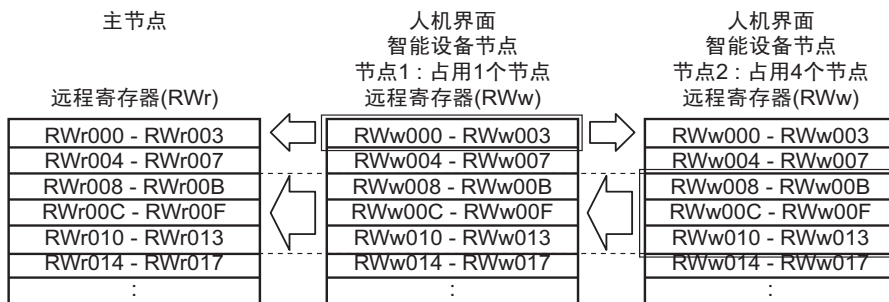 主节点
远程寄存器(RWr)
RWr000 - RWr003
RWr004 - RWr007
RWr008 - RWr00B
RWr00C - RWr00F
RWr010 - RWr013
RWr014 - RWr017
:
人机界面
智能设备节点
节点1 : 占用1个节点
远程寄存器(RWw)
RWw000 - RWw003
RWw004 - RWw007
RWw008 - RWw00B
RWw00C - RWw00F
RWw010 - RWw013
RWw014 - RWw017
:
人机界面
智能设备节点
节点2 : 占用4个节点
远程寄存器(RWw)
RWw000 - RWw003
RWw004 - RWw007
RWw008 - RWw00B
RWw00C - RWw00F
RWw010 - RWw013
RWw014 - RWw017
: